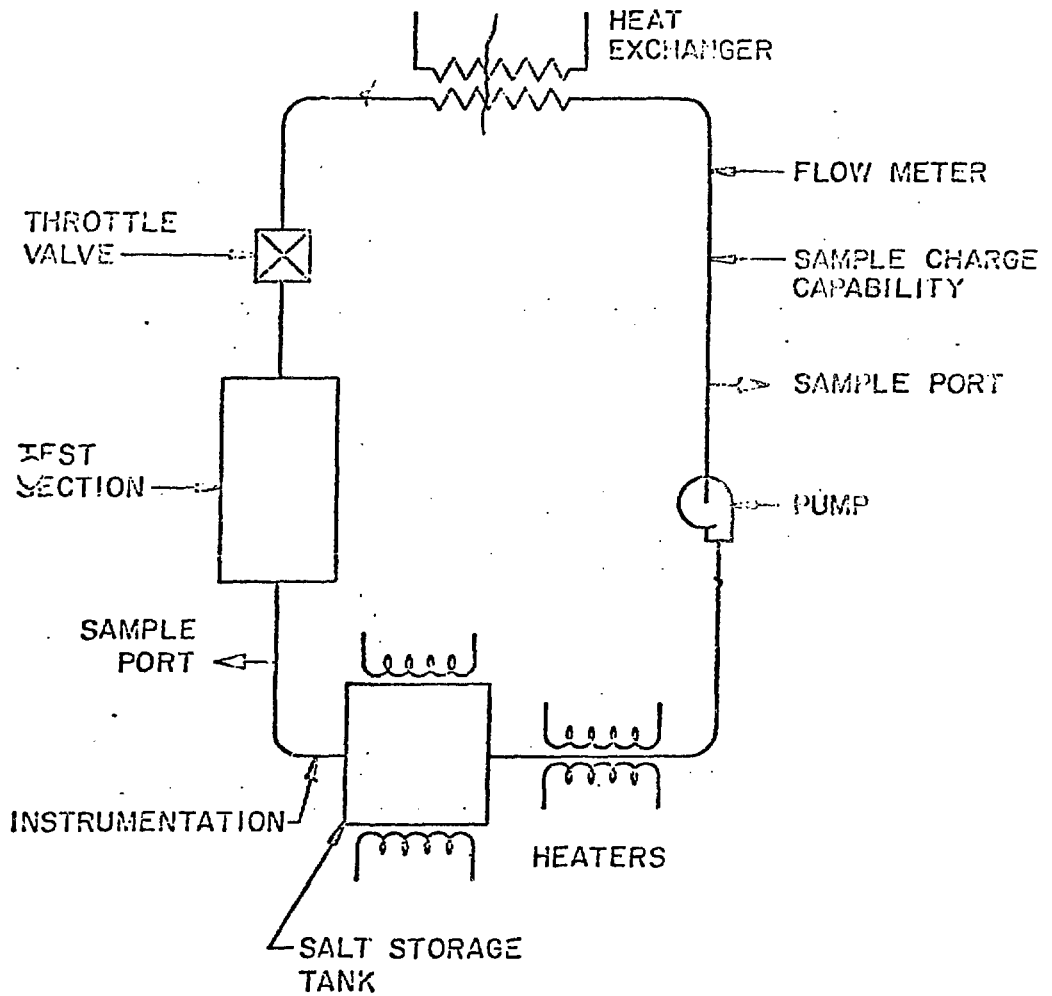 HEAT
EXCHANGER
FLOW METER
THROTTLE
VALVE
SAMPLE CHARGE
CAPABILITY
SAMPLE PORT
TEST
SECTION
PUMP
SAMPLE
PORT
INSTRUMENTATION
HEATERS
SALT STORAGE
TANK